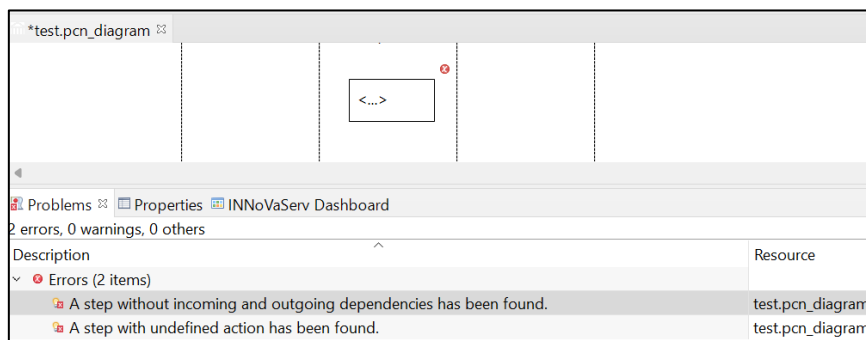 *test.pcn_diagram
<...>
Problems Properties INNoVaServ Dashboard
2 errors, 0 warnings, 0 others
Description Resource
Errors (2 items)
A step without incoming and outgoing dependencies has been found. test.pcn_diagram
A step with undefined action has been found. test.pcn_diagram